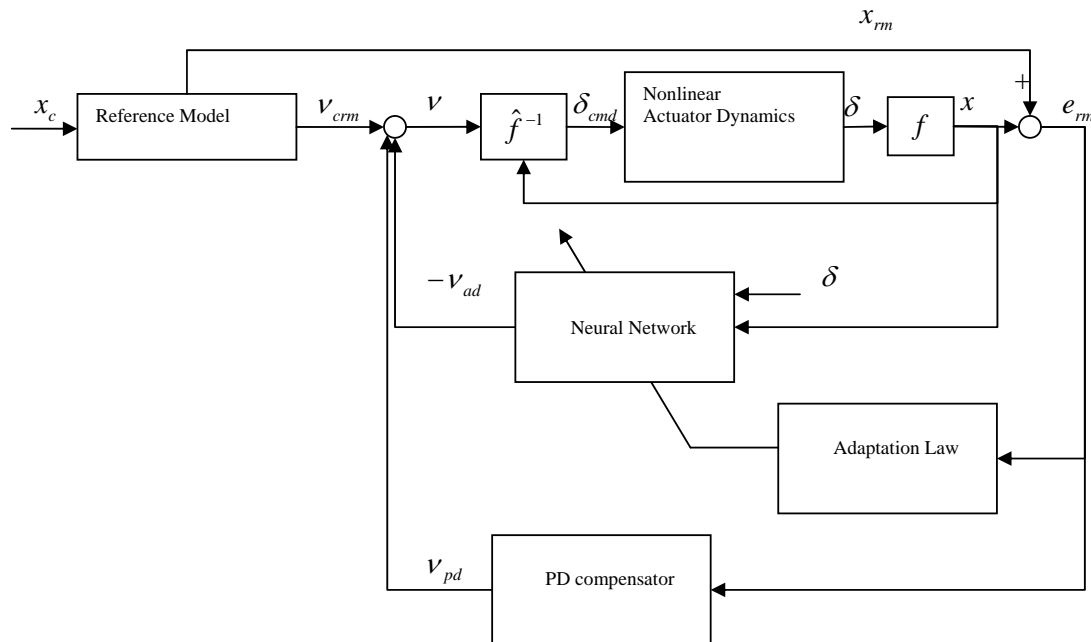 x_rm
+
x_c
Reference Model
ν_crm
ν
f̂⁻¹
δ_cmd
Nonlinear
Actuator Dynamics
δ
f
x
e_rm
−ν_ad
Neural Network
δ
Adaptation Law
ν_pd
PD compensator